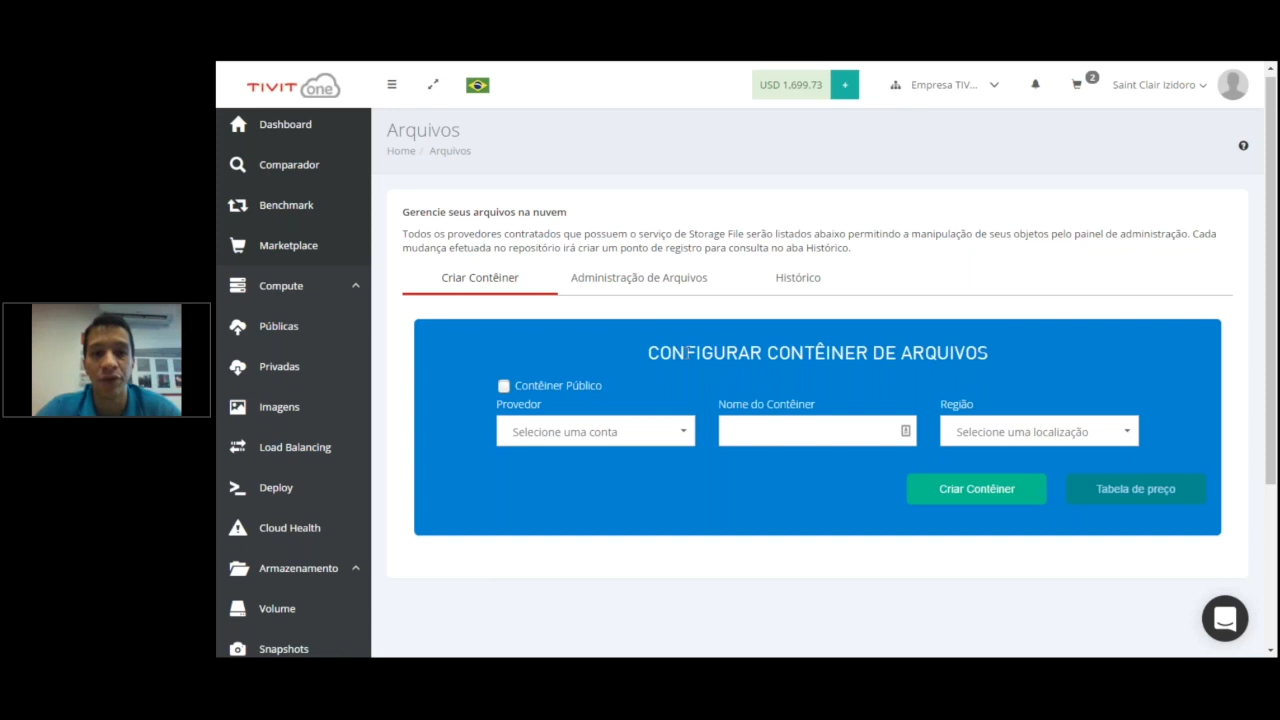 TIVIT one
USD 1,699.73 +
Empresa TIV...
2
Saint Clair Izidoro
Dashboard
Comparador
Benchmark
Marketplace
Compute
Públicas
Privadas
Imagens
Load Balancing
Deploy
Cloud Health
Armazenamento
Volume
Snapshots
Arquivos
Home / Arquivos
Gerencie seus arquivos na nuvem
Todos os provedores contratados que possuem o serviço de Storage File serão listados abaixo permitindo a manipulação de seus objetos pelo painel de administração. Cada
mudança efetuada no repositório irá criar um ponto de registro para consulta no aba Histórico.
Criar Contêiner
Administração de Arquivos
Histórico
CONFIGURAR CONTÊINER DE ARQUIVOS
Contêiner Público
Provedor
Nome do Contêiner
Região
Selecione uma conta
Selecione uma localização
Criar Contêiner
Tabela de preço